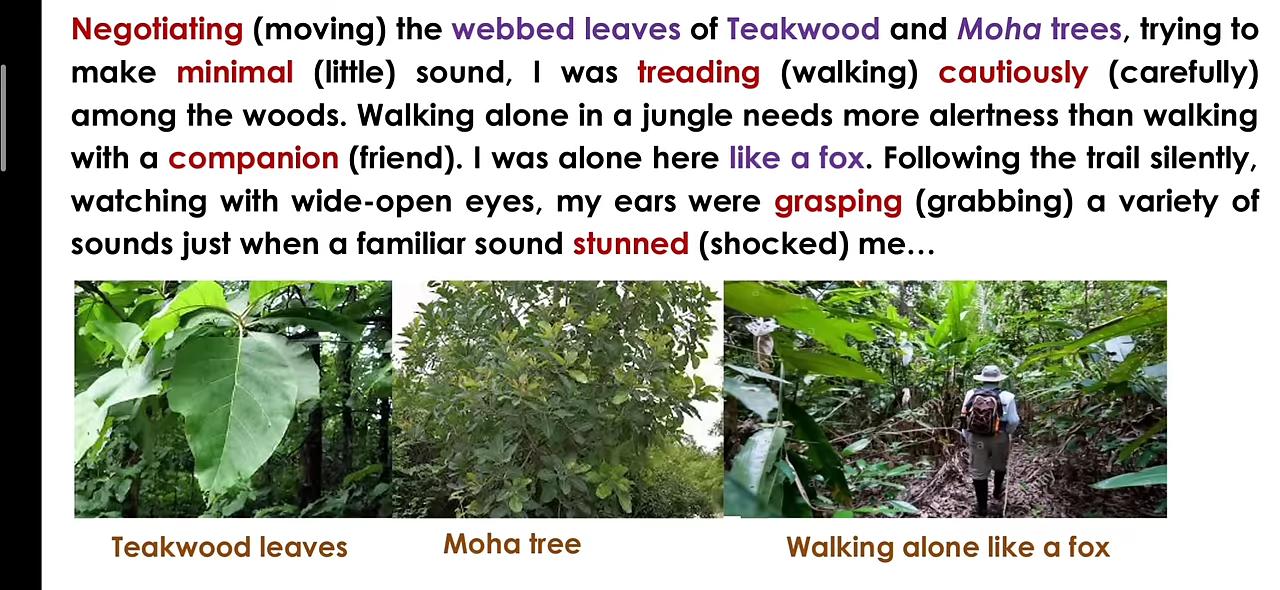 Negotiating (moving) the webbed leaves of Teakwood and Moha trees, trying to
make minimal (little) sound, I was treading (walking) cautiously (carefully)
among the woods. Walking alone in a jungle needs more alertness than walking
with a companion (friend). I was alone here like a fox. Following the trail silently,
watching with wide-open eyes, my ears were grasping (grabbing) a variety of
sounds just when a familiar sound stunned (shocked) me...
Teakwood leaves
Moha tree
Walking alone like a fox